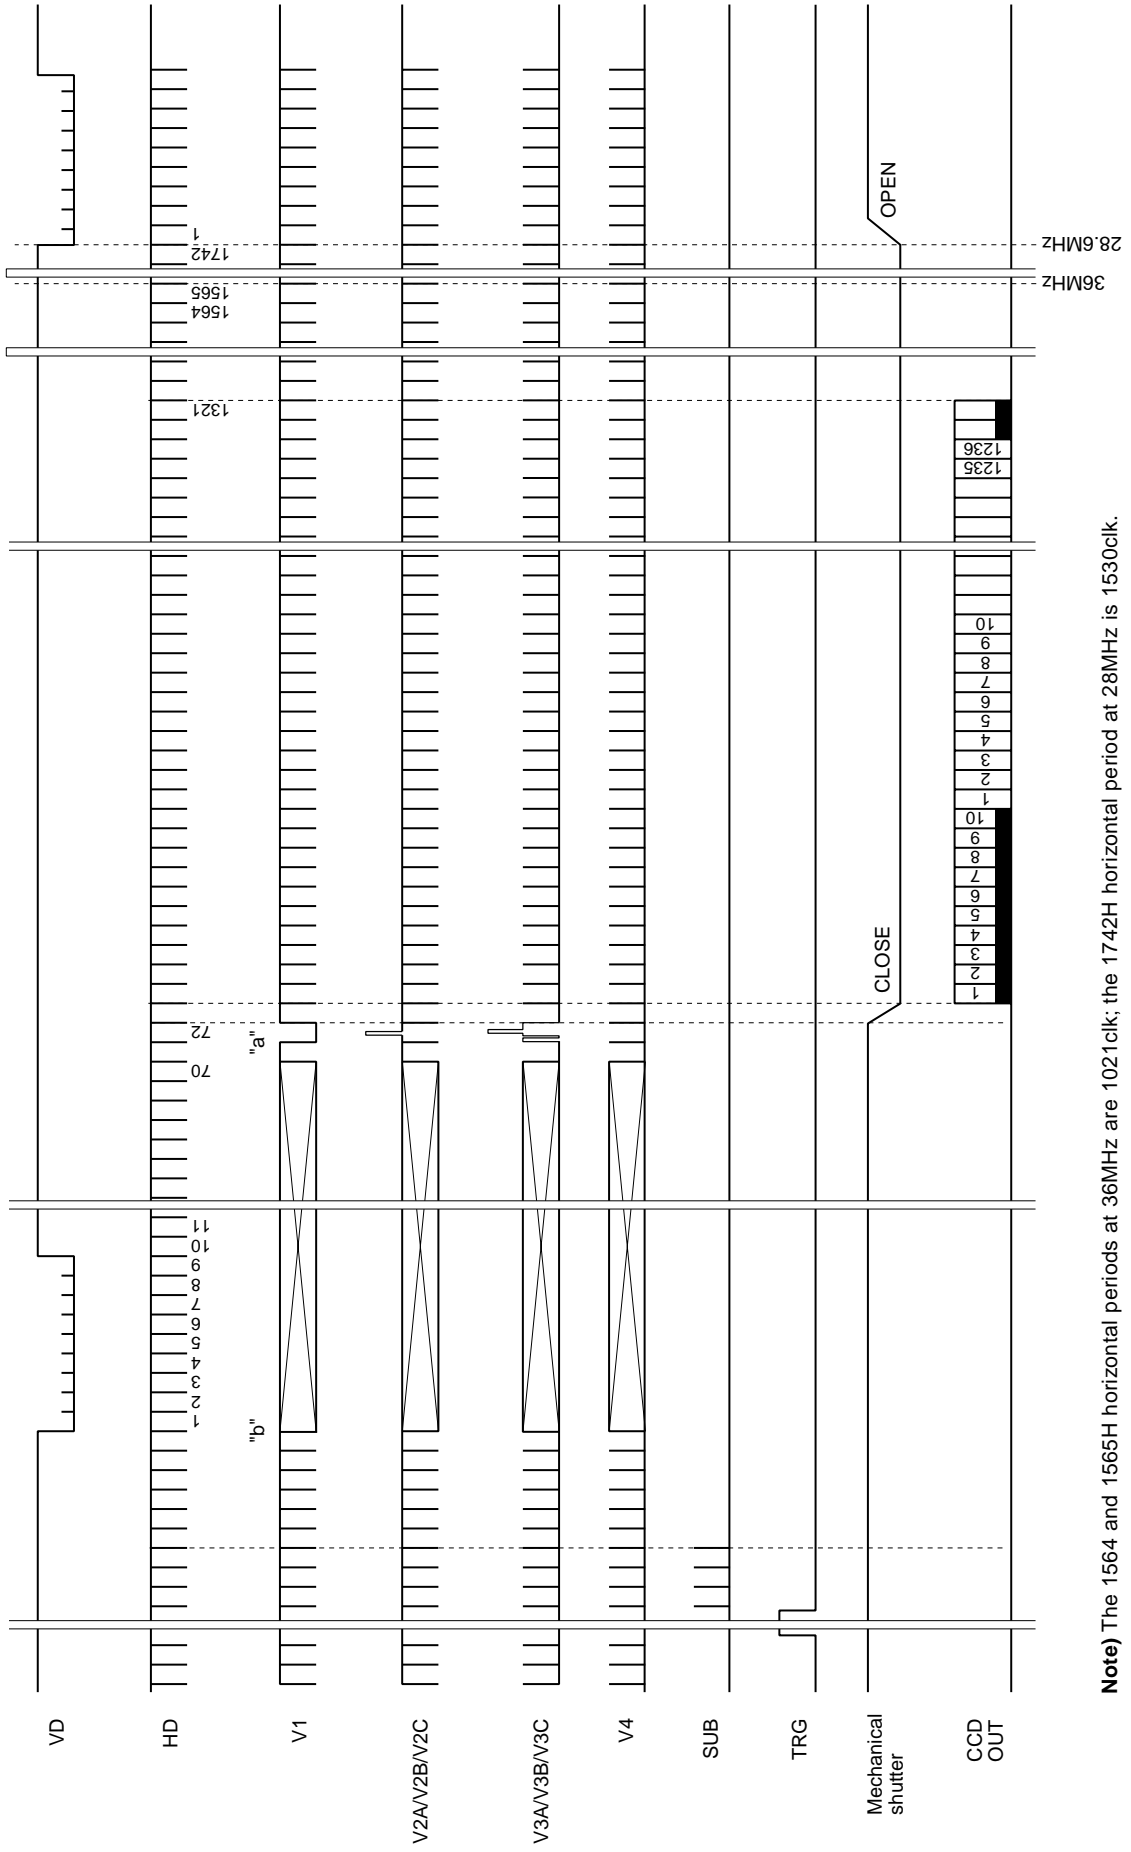 VD
HD
V1
V2A/V2B/V2C
V3A/V3B/V3C
V4
SUB
TRG
Mechanical
shutter
CCD
OUT
1
2
3
4
5
6
7
8
9
10
11
70
72
1321
1564
1565
1742
1
"b"
"a"
CLOSE
OPEN
1
2
3
4
5
6
7
8
9
10
1
2
3
4
5
6
7
8
9
10
1235
1236
36MHz
28.6MHz
Note) The 1564 and 1565H horizontal periods at 36MHz are 1021clk; the 1742H horizontal period at 28MHz is 1530clk.